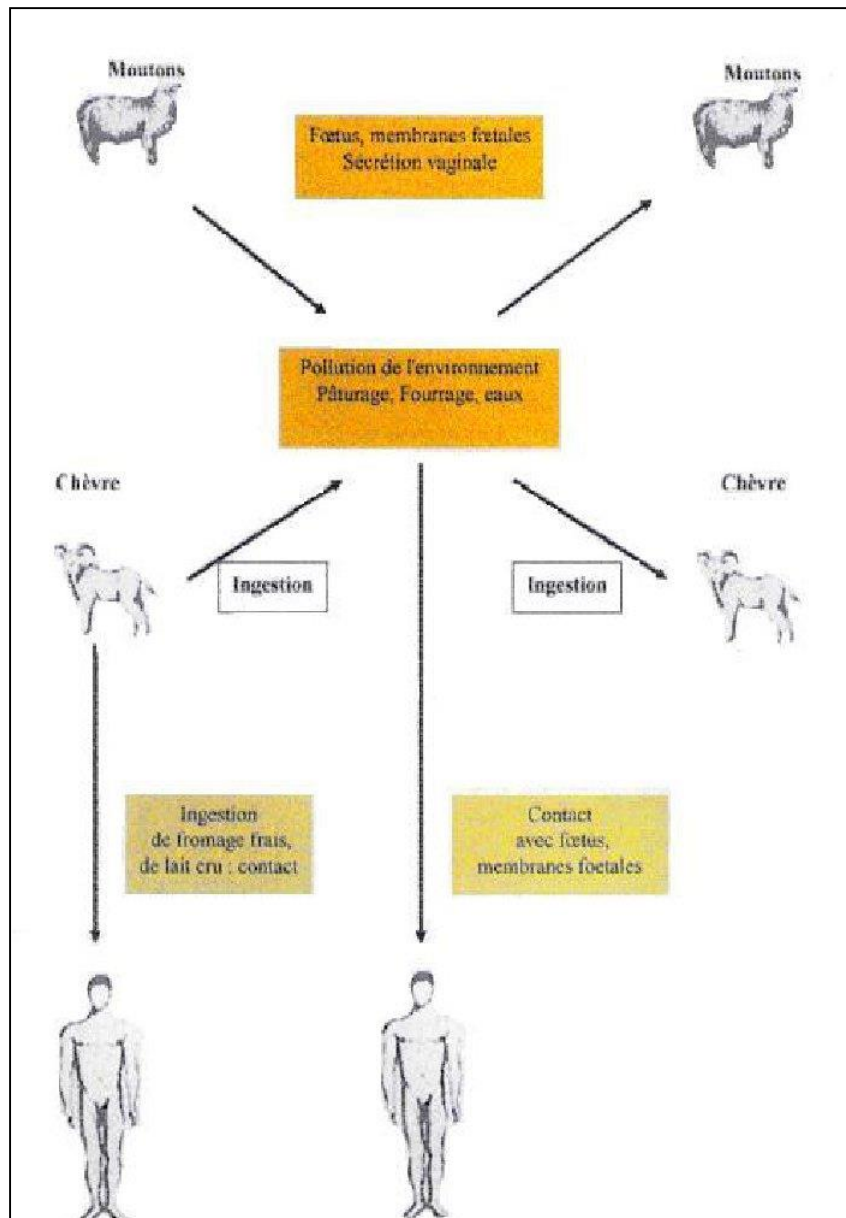 Moutons
Moutons
Fœtus, membranes fœtales
Sécrétion vaginale
Pollution de l'environnement
Pâturage, Fourrage, eaux
Chèvre
Chèvre
Ingestion
Ingestion
Ingestion
de fromage frais,
de lait cru : contact
Contact
avec fœtus,
membranes foetales